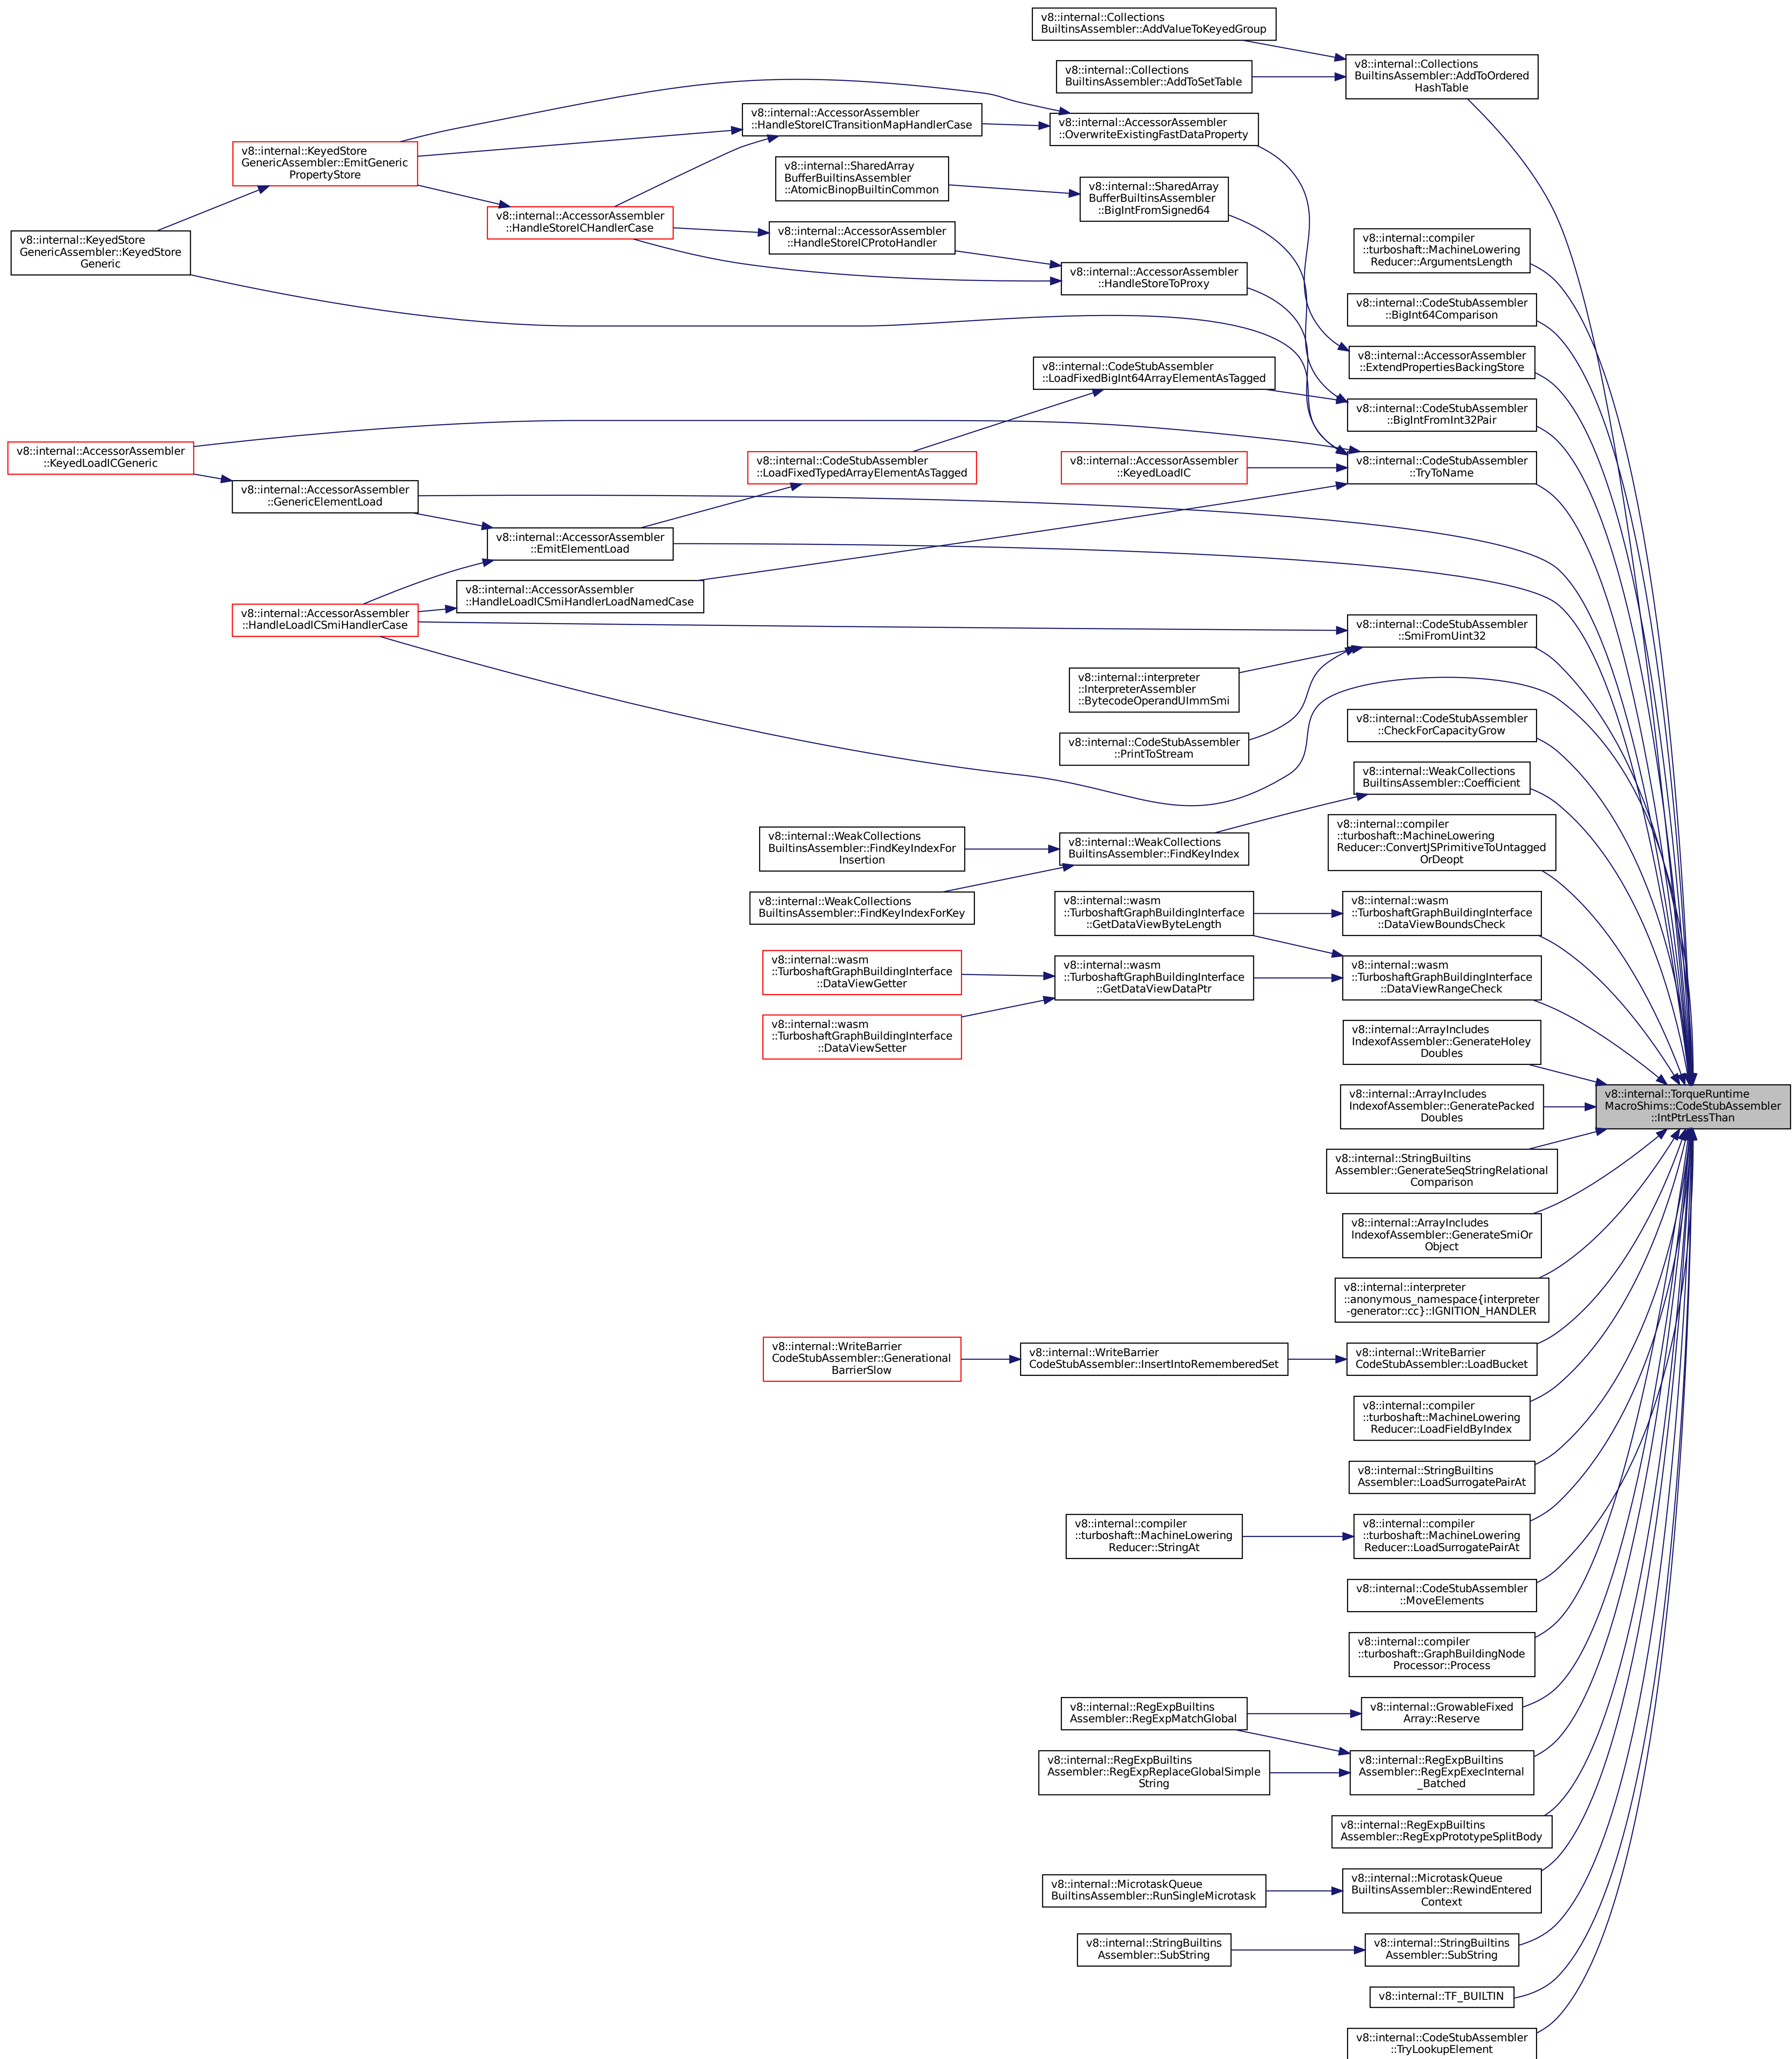 v8::internal::Collections
BuiltinsAssembler::AddValueToKeyedGroup
v8::internal::Collections
BuiltinsAssembler::AddToOrdered
HashTable
v8::internal::Collections
BuiltinsAssembler::AddToSetTable
v8::internal::AccessorAssembler
::HandleStoreICTransitionMapHandlerCase
v8::internal::AccessorAssembler
::OverwriteExistingFastDataProperty
v8::internal::KeyedStore
GenericAssembler::EmitGeneric
PropertyStore
v8::internal::SharedArray
BufferBuiltinsAssembler
::AtomicBinopBuiltinCommon
v8::internal::SharedArray
BufferBuiltinsAssembler
::BigIntFromSigned64
v8::internal::AccessorAssembler
::HandleStoreICHandlerCase
v8::internal::AccessorAssembler
::HandleStoreICProtoHandler
v8::internal::KeyedStore
GenericAssembler::KeyedStore
Generic
v8::internal::compiler
::turboshaft::MachineLowering
Reducer::ArgumentsLength
v8::internal::AccessorAssembler
::HandleStoreToProxy
v8::internal::CodeStubAssembler
::BigInt64Comparison
v8::internal::AccessorAssembler
::ExtendPropertiesBackingStore
v8::internal::CodeStubAssembler
::LoadFixedBigInt64ArrayElementAsTagged
v8::internal::CodeStubAssembler
::BigIntFromInt32Pair
v8::internal::AccessorAssembler
::KeyedLoadICGeneric
v8::internal::CodeStubAssembler
::LoadFixedTypedArrayElementAsTagged
v8::internal::AccessorAssembler
::KeyedLoadIC
v8::internal::CodeStubAssembler
::TryToName
v8::internal::AccessorAssembler
::GenericElementLoad
v8::internal::AccessorAssembler
::EmitElementLoad
v8::internal::AccessorAssembler
::HandleLoadICSmiHandlerLoadNamedCase
v8::internal::AccessorAssembler
::HandleLoadICSmiHandlerCase
v8::internal::CodeStubAssembler
::SmiFromUint32
v8::internal::interpreter
::InterpreterAssembler
::BytecodeOperandUImmSmi
v8::internal::CodeStubAssembler
::PrintToStream
v8::internal::CodeStubAssembler
::CheckForCapacityGrow
v8::internal::WeakCollections
BuiltinsAssembler::Coefficient
v8::internal::WeakCollections
BuiltinsAssembler::FindKeyIndexFor
Insertion
v8::internal::WeakCollections
BuiltinsAssembler::FindKeyIndex
v8::internal::compiler
::turboshaft::MachineLowering
Reducer::ConvertJSPrimitiveToUntagged
OrDeopt
v8::internal::WeakCollections
BuiltinsAssembler::FindKeyIndexForKey
v8::internal::wasm
::TurboshaftGraphBuildingInterface
::GetDataViewByteLength
v8::internal::wasm
::TurboshaftGraphBuildingInterface
::DataViewBoundsCheck
v8::internal::wasm
::TurboshaftGraphBuildingInterface
::DataViewGetter
v8::internal::wasm
::TurboshaftGraphBuildingInterface
::GetDataViewDataPtr
v8::internal::wasm
::TurboshaftGraphBuildingInterface
::DataViewRangeCheck
v8::internal::wasm
::TurboshaftGraphBuildingInterface
::DataViewSetter
v8::internal::ArrayIncludes
IndexofAssembler::GenerateHoley
Doubles
v8::internal::ArrayIncludes
IndexofAssembler::GeneratePacked
Doubles
v8::internal::TorqueRuntime
MacroShims::CodeStubAssembler
::IntPtrLessThan
v8::internal::StringBuiltins
Assembler::GenerateSeqStringRelational
Comparison
v8::internal::ArrayIncludes
IndexofAssembler::GenerateSmiOr
Object
v8::internal::interpreter
::anonymous_namespace{interpreter
-generator::cc}::IGNITION_HANDLER
v8::internal::WriteBarrier
CodeStubAssembler::Generational
BarrierSlow
v8::internal::WriteBarrier
CodeStubAssembler::InsertIntoRememberedSet
v8::internal::WriteBarrier
CodeStubAssembler::LoadBucket
v8::internal::compiler
::turboshaft::MachineLowering
Reducer::LoadFieldByIndex
v8::internal::StringBuiltins
Assembler::LoadSurrogatePairAt
v8::internal::compiler
::turboshaft::MachineLowering
Reducer::StringAt
v8::internal::compiler
::turboshaft::MachineLowering
Reducer::LoadSurrogatePairAt
v8::internal::CodeStubAssembler
::MoveElements
v8::internal::compiler
::turboshaft::GraphBuildingNode
Processor::Process
v8::internal::RegExpBuiltins
Assembler::RegExpMatchGlobal
v8::internal::GrowableFixed
Array::Reserve
v8::internal::RegExpBuiltins
Assembler::RegExpReplaceGlobalSimple
String
v8::internal::RegExpBuiltins
Assembler::RegExpExecInternal
_Batched
v8::internal::RegExpBuiltins
Assembler::RegExpPrototypeSplitBody
v8::internal::MicrotaskQueue
BuiltinsAssembler::RunSingleMicrotask
v8::internal::MicrotaskQueue
BuiltinsAssembler::RewindEntered
Context
v8::internal::StringBuiltins
Assembler::SubString
v8::internal::StringBuiltins
Assembler::SubString
v8::internal::TF_BUILTIN
v8::internal::CodeStubAssembler
::TryLookupElement